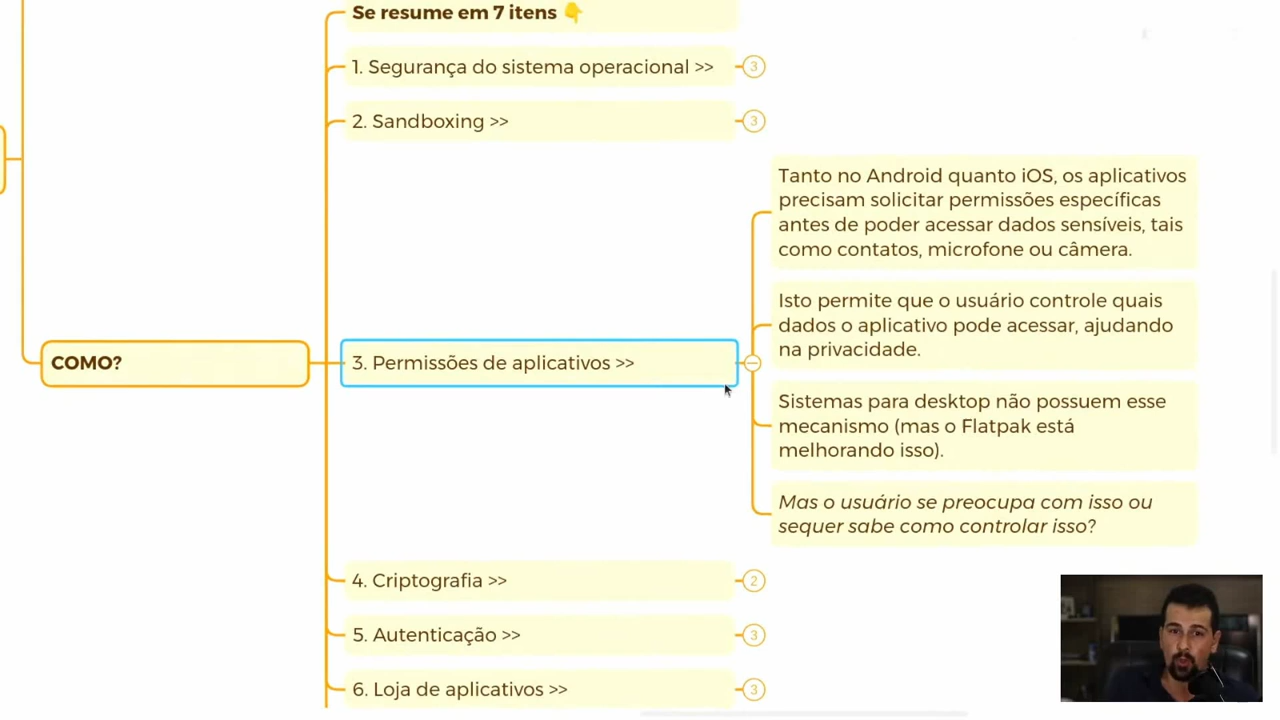 Se resume em 7 itens 👇
1. Segurança do sistema operacional >>
3
2. Sandboxing >>
3
COMO?
3. Permissões de aplicativos >>
Tanto no Android quanto iOS, os aplicativos
precisam solicitar permissões específicas
antes de poder acessar dados sensíveis, tais
como contatos, microfone ou câmera.
Isto permite que o usuário controle quais
dados o aplicativo pode acessar, ajudando
na privacidade.
Sistemas para desktop não possuem esse
mecanismo (mas o Flatpak está
melhorando isso).
Mas o usuário se preocupa com isso ou
sequer sabe como controlar isso?
4. Criptografia >>
2
5. Autenticação >>
3
6. Loja de aplicativos >>
3